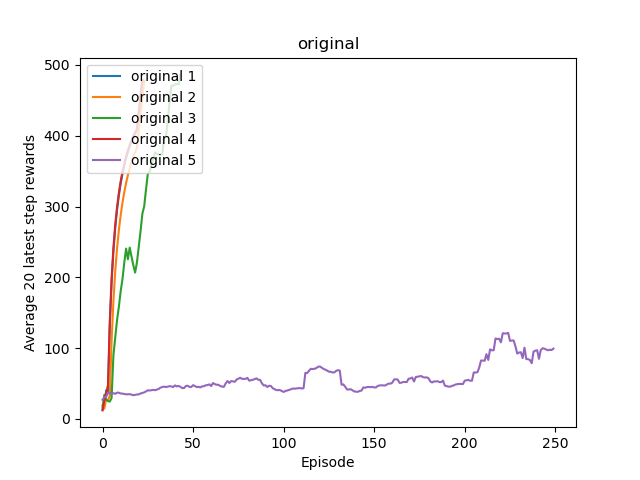 original
500
400
300
200
100
0
Average 20 latest step rewards
original 1
original 2
original 3
original 4
original 5
0
50
100
150
200
250
Episode